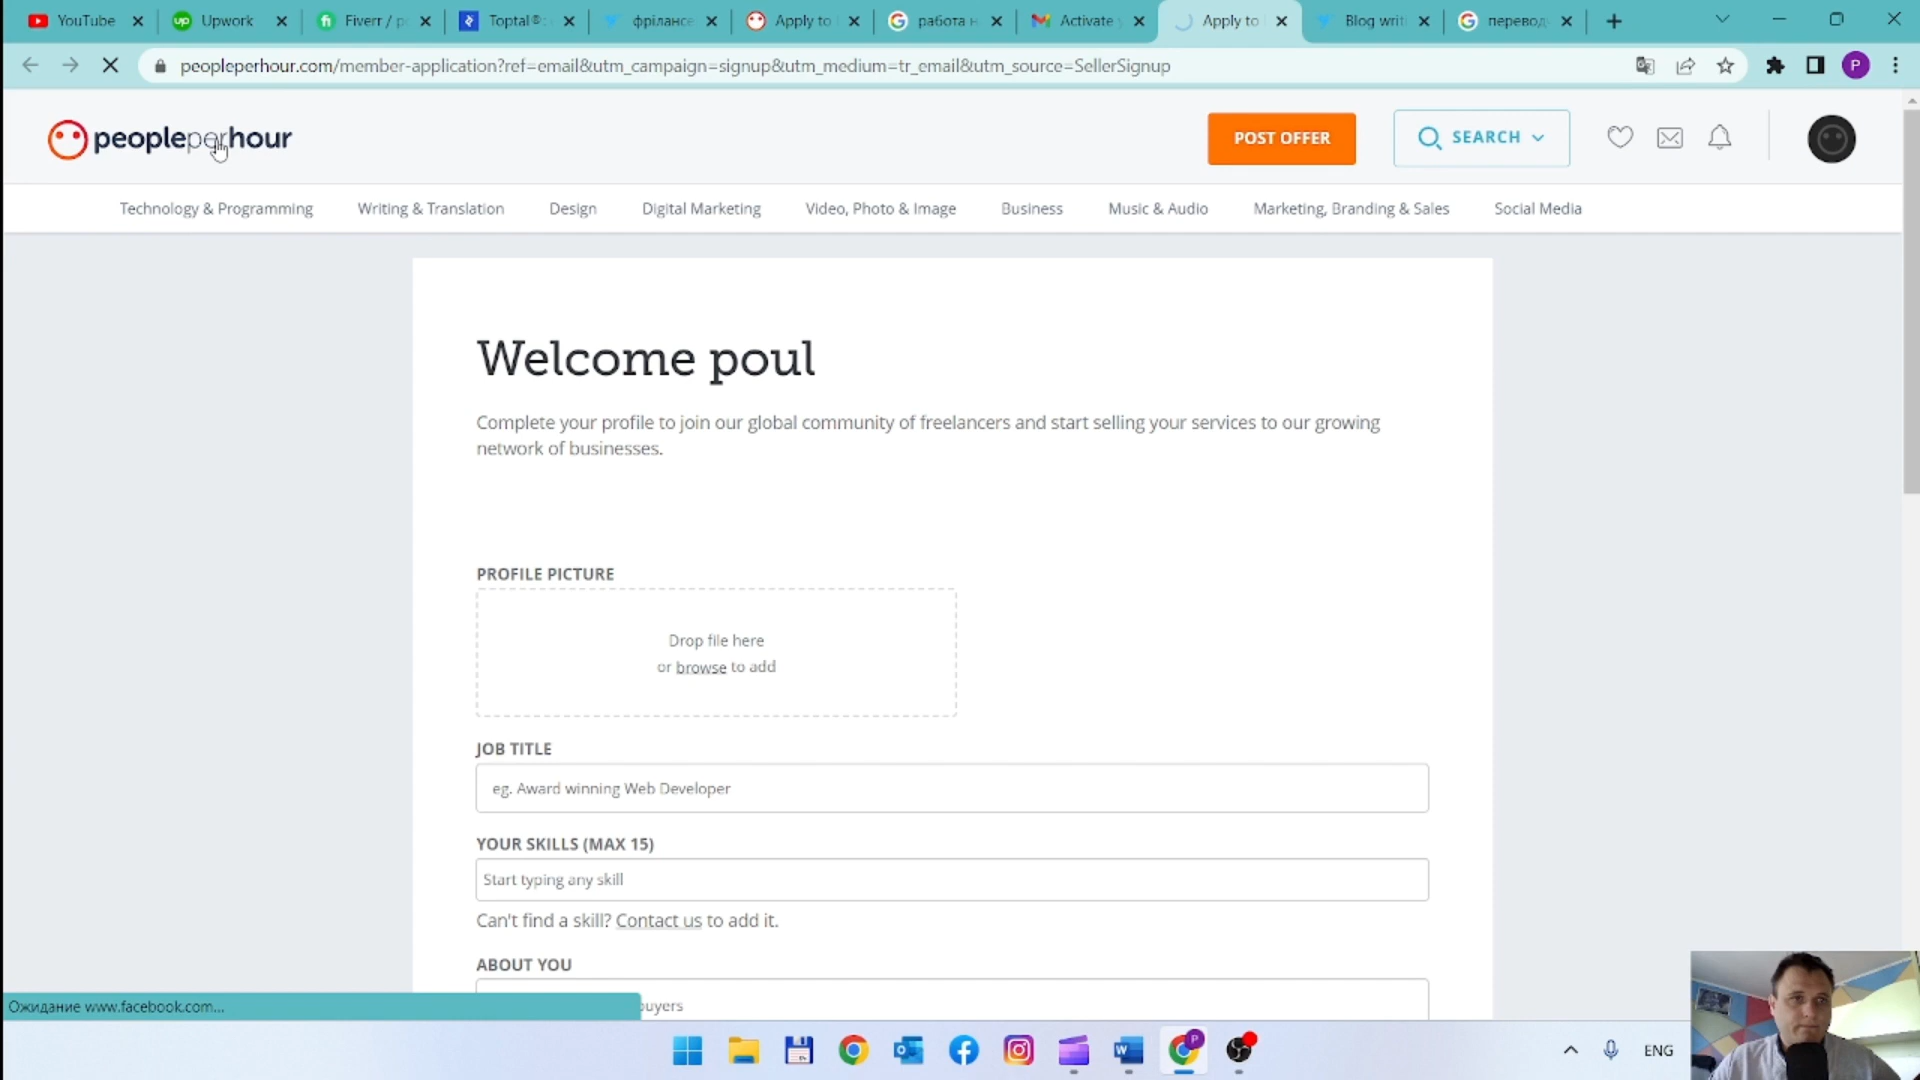 YouTube
Upwork
Fiverr / p
Toptal®:
фріланс
Apply to
работа н
Activate
Apply to
Blog writ
перевод
peopleperhour.com/member-application?ref=email&utm_campaign=signup&utm_medium=tr_email&utm_source=SellerSignup
P
peopleperhour
POST OFFER
SEARCH
Technology & Programming
Writing & Translation
Design
Digital Marketing
Video, Photo & Image
Business
Music & Audio
Marketing, Branding & Sales
Social Media
Welcome poul
Complete your profile to join our global community of freelancers and start selling your services to our growing
network of businesses.
PROFILE PICTURE
Drop file here
or browse to add
JOB TITLE
eg. Award winning Web Developer
YOUR SKILLS (MAX 15)
Start typing any skill
Can't find a skill? Contact us to add it.
ABOUT YOU
buyers
Ожидание www.facebook.com...
ENG